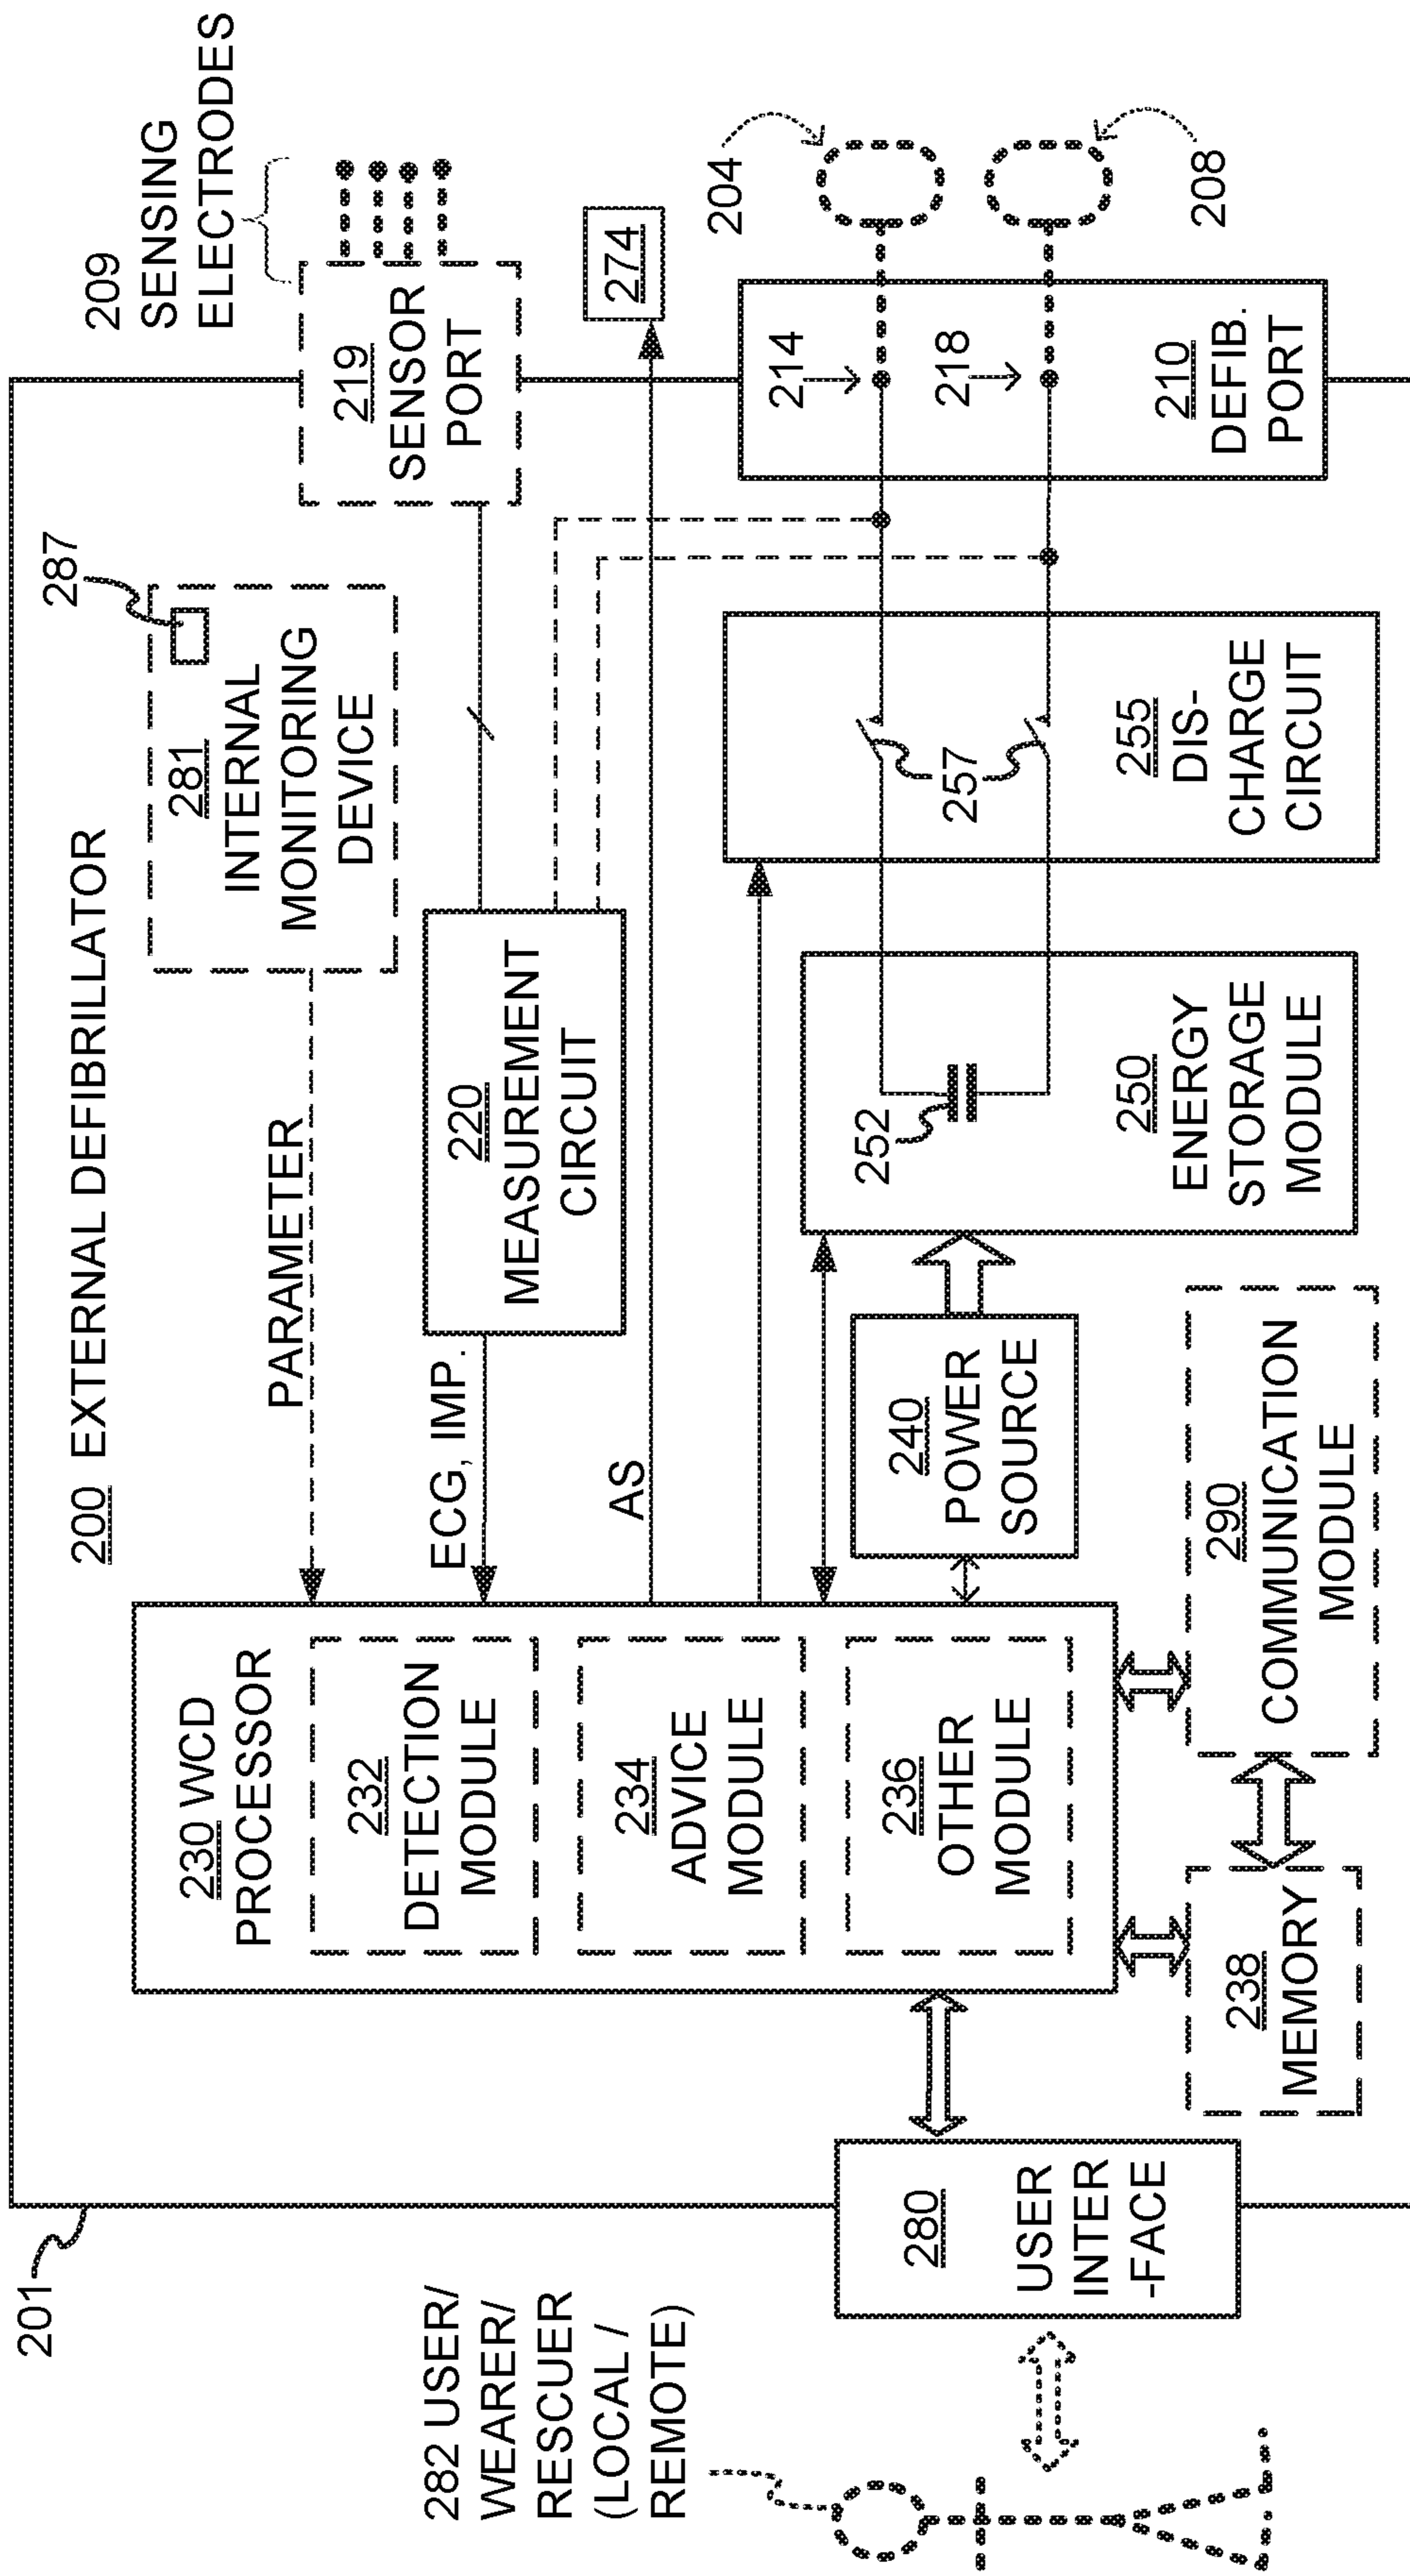 200 EXTERNAL DEFIBRILLATOR
201
282 USER/
WEARER/
RESCUER
(LOCAL /
REMOTE)
280
USER
INTER
-FACE
230 WCD
PROCESSOR
232
DETECTION
MODULE
234
ADVICE
MODULE
236
OTHER
MODULE
238
MEMORY
290
COMMUNICATION
MODULE
PARAMETER
ECG, IMP.
AS
240
POWER
SOURCE
220
MEASUREMENT
CIRCUIT
281
INTERNAL
MONITORING
DEVICE
287
252
250
ENERGY
STORAGE
MODULE
257
255
DIS-
CHARGE
CIRCUIT
219
SENSOR
PORT
209
SENSING
ELECTRODES
274
214
218
210
DEFIB.
PORT
204
208